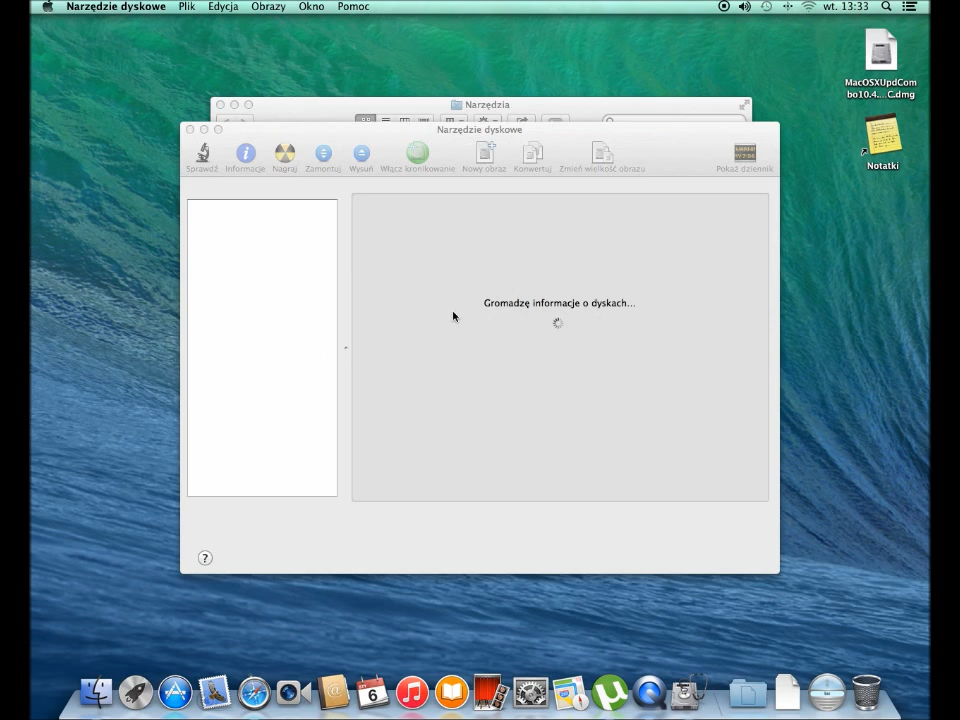 Narzędzie dyskowe Plik Edycja Obrazy Okno Pomoc wt. 13:33
MacOSXUpdCom
bo10.4....C.dmg
Notatki
Narzędzia
Narzędzie dyskowe
Sprawdź Informacje Nagraj Zamontuj Wysuń Włącz kronikowanie Nowy obraz Konwertuj Zmień wielkość obrazu Pokaż dziennik
Gromadzę informacje o dyskach...
?
6